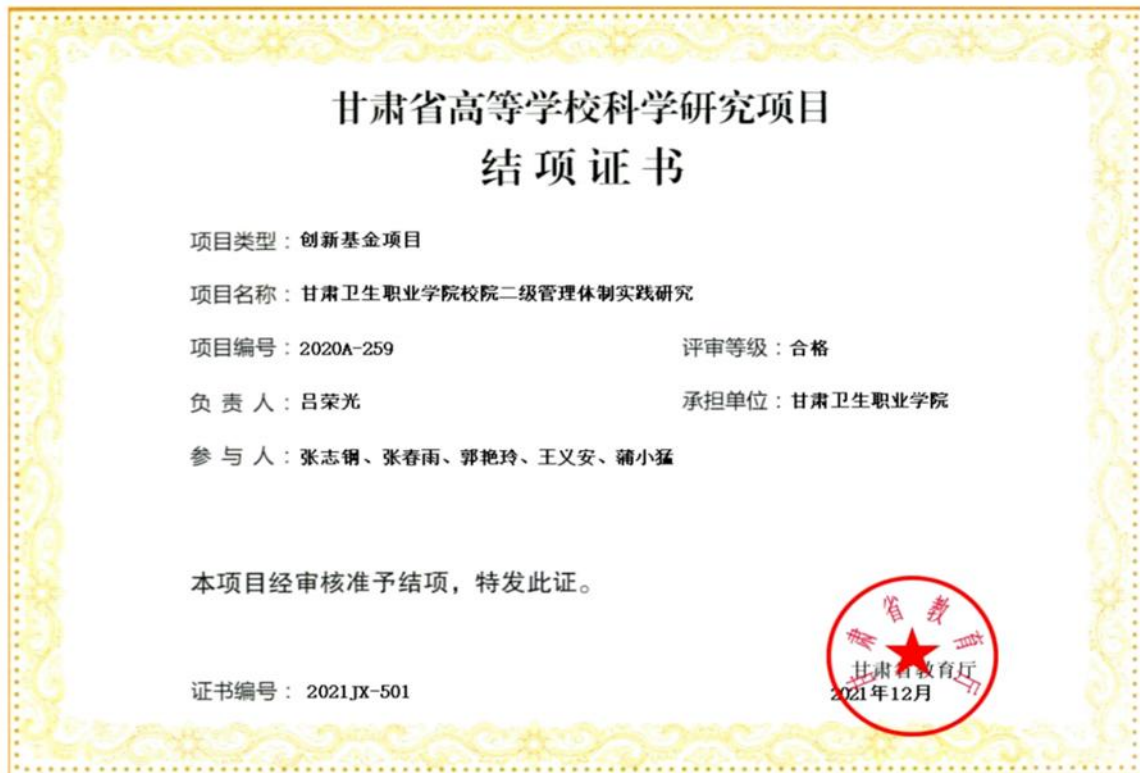 甘肃省高等学校科学研究项目
结项证书
项目类型：创新基金项目
项目名称：甘肃卫生职业学院校院二级管理体制实践研究
项目编号：2020A-259 评审等级：合格
负责人：吕荣光 承担单位：甘肃卫生职业学院
参与人：张志钢、张春雨、郭艳玲、王义安、蒲小猛
本项目经审核准予结项，特发此证。
甘肃省教育厅
甘肃省教育厅
证书编号： 2021JX-501 2021年12月